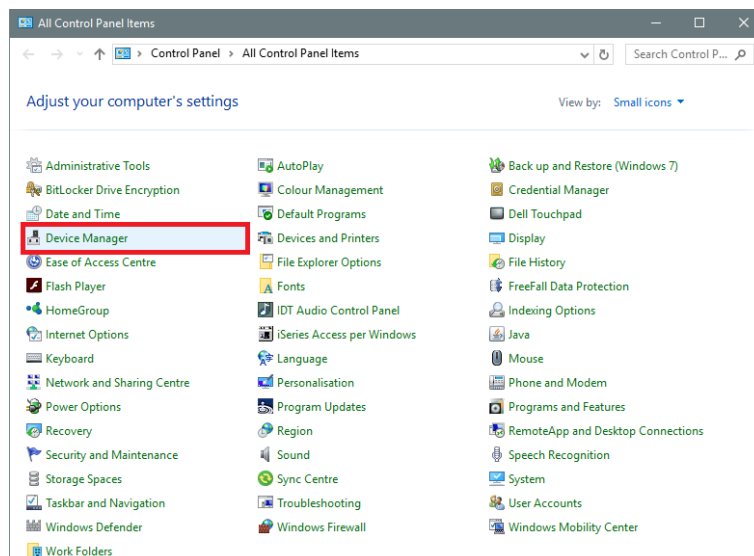 All Control Panel Items
Control Panel > All Control Panel Items
Search Control P...
Adjust your computer's settings
View by: Small icons
Administrative Tools
AutoPlay
Back up and Restore (Windows 7)
BitLocker Drive Encryption
Colour Management
Credential Manager
Date and Time
Default Programs
Dell Touchpad
Device Manager
Devices and Printers
Display
Ease of Access Centre
File Explorer Options
File History
Flash Player
Fonts
FreeFall Data Protection
HomeGroup
IDT Audio Control Panel
Indexing Options
Internet Options
iSeries Access per Windows
Java
Keyboard
Language
Mouse
Network and Sharing Centre
Personalisation
Phone and Modem
Power Options
Program Updates
Programs and Features
Recovery
Region
RemoteApp and Desktop Connections
Security and Maintenance
Sound
Speech Recognition
Storage Spaces
Sync Centre
System
Taskbar and Navigation
Troubleshooting
User Accounts
Windows Defender
Windows Firewall
Windows Mobility Center
Work Folders